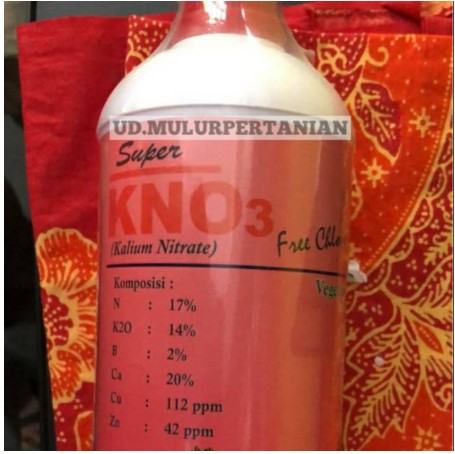 UD.MULURPERTANIAN
Super
KNO3
(Kalium Nitrate)
Free
Komposisi :
N : 17%
K2O : 14%
B : 2%
Ca : 20%
Cu : 112 ppm
Zn : 42 ppm